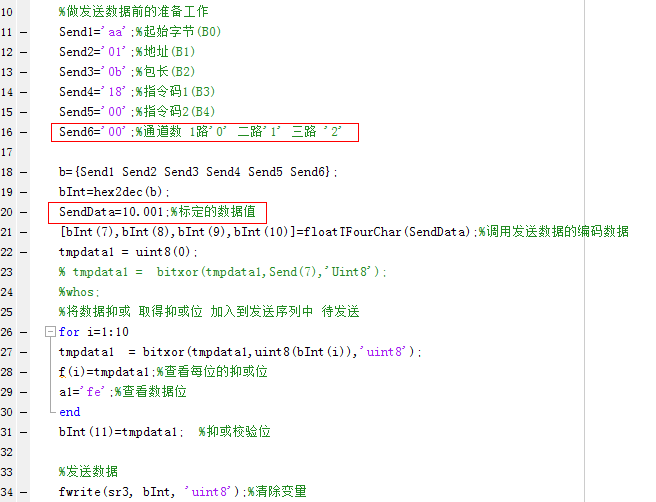 10 %做发送数据前的准备工作
11 — Send1='aa';%起始字节(B0)
12 — Send2='01';%地址(B1)
13 — Send3='0b';%包长(B2)
14 — Send4='18';%指令码1(B3)
15 — Send5='00';%指令码2(B4)
16 — Send6='00';%通道数 1路'0' 二路'1' 三路 '2'
17
18 — b={Send1 Send2 Send3 Send4 Send5 Send6};
19 — bInt=hex2dec(b);
20 — SendData=10.001;%标定的数据值
21 — [bInt(7),bInt(8),bInt(9),bInt(10)]=floatTFourChar(SendData);%调用发送数据的编码数据
22 — tmpdata1 = uint8(0);
23 % tmpdata1 = bitxor(tmpdata1,Send(7),'Uint8');
24 %whos;
25 %将数据抑或 取得抑或位 加入到发送序列中 待发送
26 — for i=1:10
27 — tmpdata1 = bitxor(tmpdata1,uint8(bInt(i)),'uint8');
28 — f(i)=tmpdata1;%查看每位的抑或位
29 — a1='fe';%查看数据位
30 — end
31 — bInt(11)=tmpdata1; %抑或校验位
32
33 %发送数据
34 — fwrite(sr3, bInt, 'uint8');%清除变量